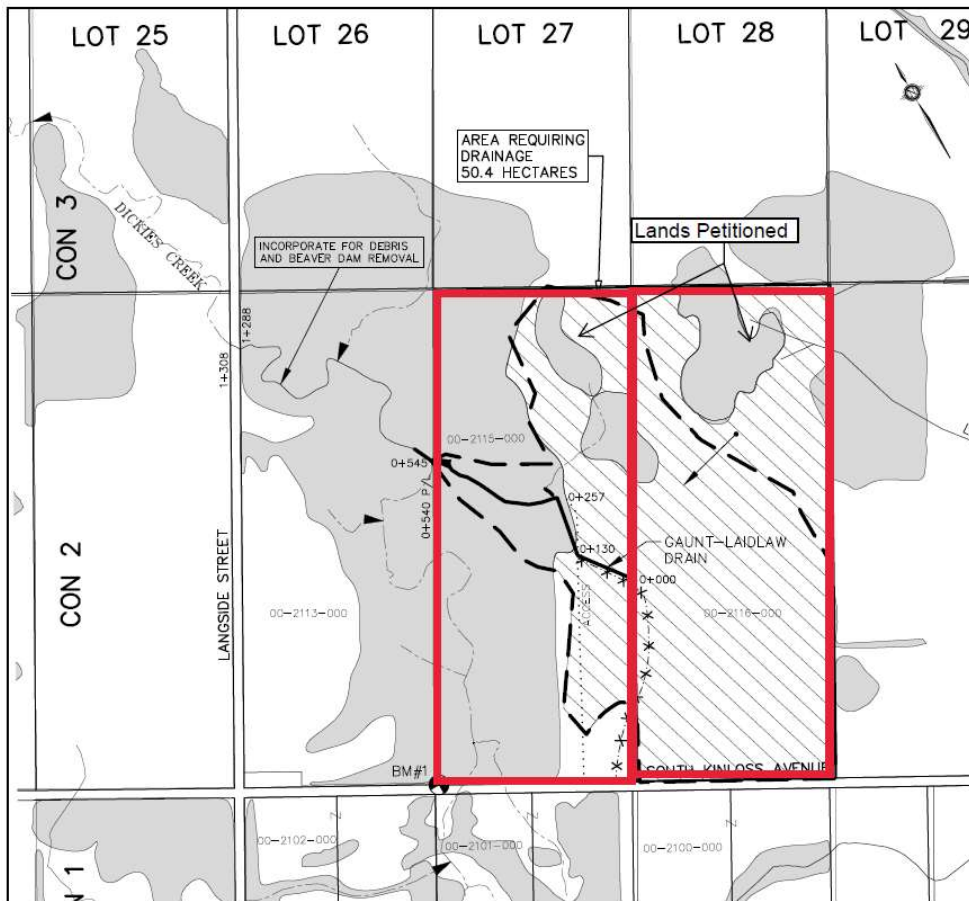 LOT 25
LOT 26
LOT 27
LOT 28
LOT 29
AREA REQUIRING
DRAINAGE
50.4 HECTARES
Lands Petitioned
CON 3
DICKIES CREEK
INCORPORATE FOR DEBRIS
AND BEAVER DAM REMOVAL
1+288
1+308
00-2115-000
0+545
0+540 P/L
0+257
0+130
GAUNT-LAIDLAW
DRAIN
0+000
CON 2
LANGSIDE STREET
00-2113-000
ACCESS
00-2116-000
BM#1
SOUTH KINLOSS AVENUE
00-2102-000
Z
00-2101-000
Z
00-2100-000
Z
N 1